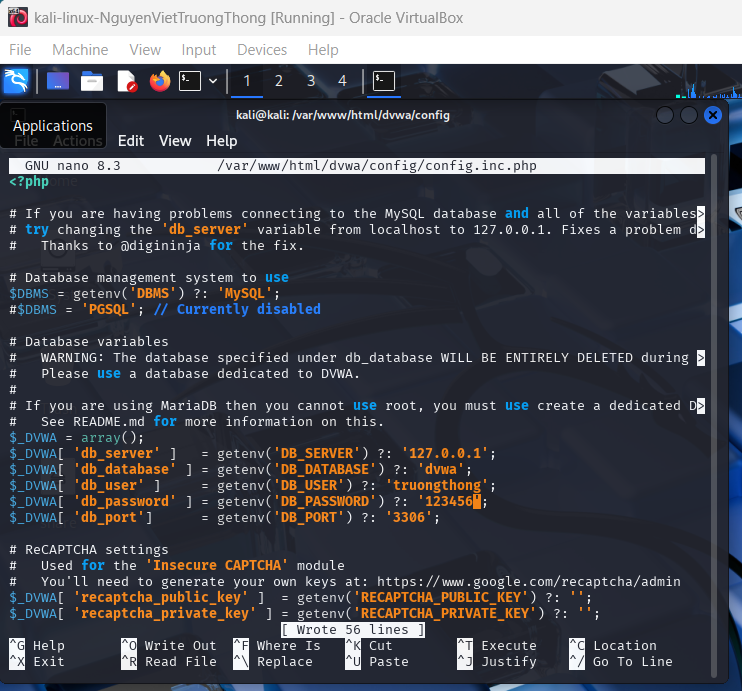 kali-linux-NguyenVietTruongThong [Running] - Oracle VirtualBox
File Machine View Input Devices Help
1 2 3 4
kali@kali: /var/www/html/dvwa/config
Applications
File Actions Edit View Help
GNU nano 8.3 /var/www/html/dvwa/config/config.inc.php
<?php
# If you are having problems connecting to the MySQL database and all of the variables>
# try changing the 'db_server' variable from localhost to 127.0.0.1. Fixes a problem d>
#   Thanks to @digininja for the fix.
# Database management system to use
$DBMS = getenv('DBMS') ?: 'MySQL';
#$DBMS = 'PGSQL'; // Currently disabled
# Database variables
#   WARNING: The database specified under db_database WILL BE ENTIRELY DELETED during >
#   Please use a database dedicated to DVWA.
#
# If you are using MariaDB then you cannot use root, you must use create a dedicated D>
#   See README.md for more information on this.
$_DVWA = array();
$_DVWA[ 'db_server' ]   = getenv('DB_SERVER') ?: '127.0.0.1';
$_DVWA[ 'db_database' ] = getenv('DB_DATABASE') ?: 'dvwa';
$_DVWA[ 'db_user' ]     = getenv('DB_USER') ?: 'truongthong';
$_DVWA[ 'db_password' ] = getenv('DB_PASSWORD') ?: '123456';
$_DVWA[ 'db_port']      = getenv('DB_PORT') ?: '3306';
# ReCAPTCHA settings
#   Used for the 'Insecure CAPTCHA' module
#   You'll need to generate your own keys at: https://www.google.com/recaptcha/admin
$_DVWA[ 'recaptcha_public_key' ]  = getenv('RECAPTCHA_PUBLIC_KEY') ?: '';
$_DVWA[ 'recaptcha_private_key' ] = getenv('RECAPTCHA_PRIVATE_KEY') ?: '';
[ Wrote 56 lines ]
^G Help ^O Write Out ^F Where Is ^K Cut ^T Execute ^C Location
^X Exit ^R Read File ^\ Replace ^U Paste ^J Justify ^/ Go To Line